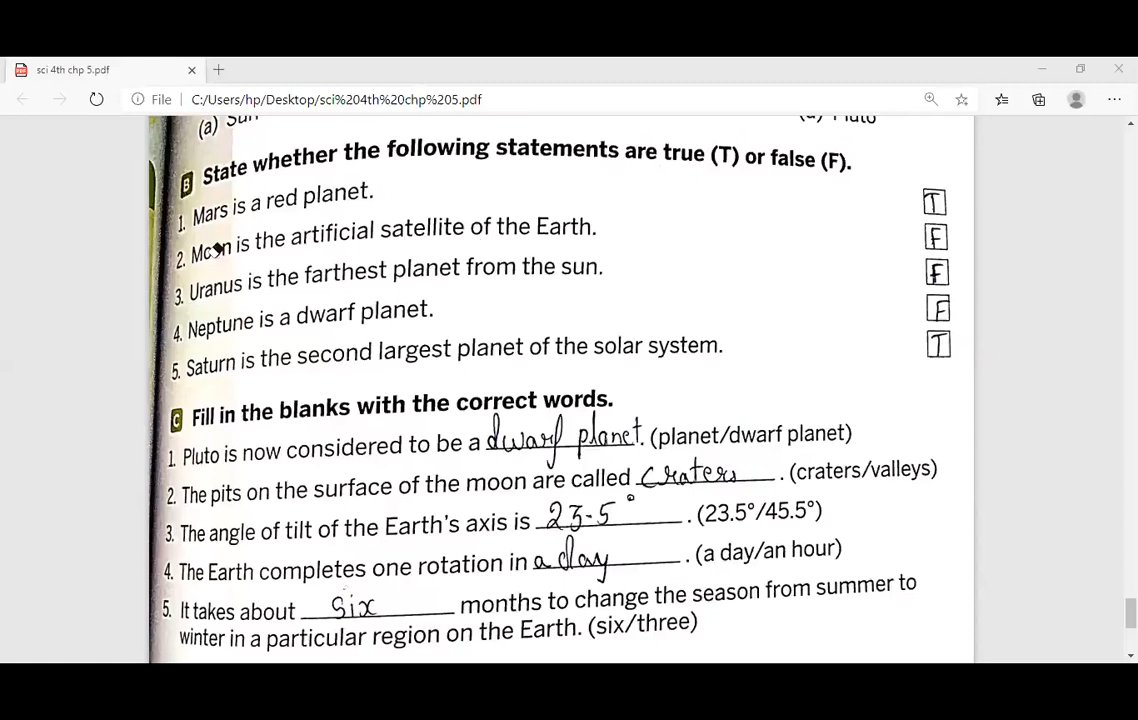 sci 4th chp 5.pdf
File C:/Users/hp/Desktop/sci%204th%20chp%205.pdf
(a) Sun
B State whether the following statements are true (T) or false (F).
1. Mars is a red planet. T
2. Moon is the artificial satellite of the Earth. F
3. Uranus is the farthest planet from the sun. F
4. Neptune is a dwarf planet. F
5. Saturn is the second largest planet of the solar system. T
C Fill in the blanks with the correct words.
1. Pluto is now considered to be a dwarf planet. (planet/dwarf planet)
2. The pits on the surface of the moon are called craters. (craters/valleys)
3. The angle of tilt of the Earth's axis is 23.5°. (23.5°/45.5°)
4. The Earth completes one rotation in a day. (a day/an hour)
5. It takes about six months to change the season from summer to
winter in a particular region on the Earth. (six/three)